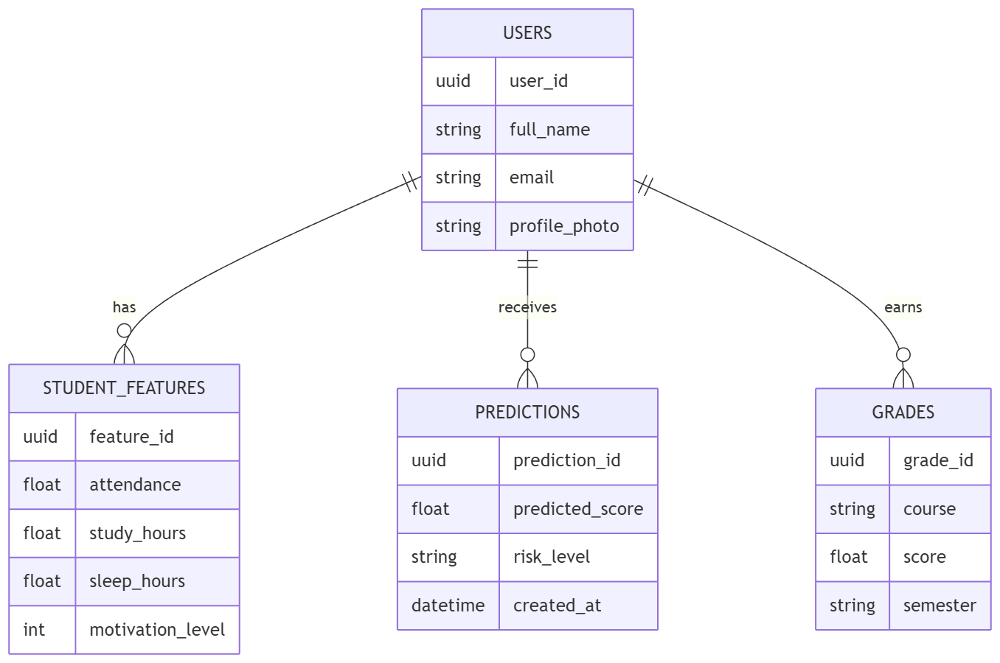 USERS
uuid user_id
string full_name
string email
string profile_photo
has
receives
earns
STUDENT_FEATURES
uuid feature_id
float attendance
float study_hours
float sleep_hours
int motivation_level
PREDICTIONS
uuid prediction_id
float predicted_score
string risk_level
datetime created_at
GRADES
uuid grade_id
string course
float score
string semester